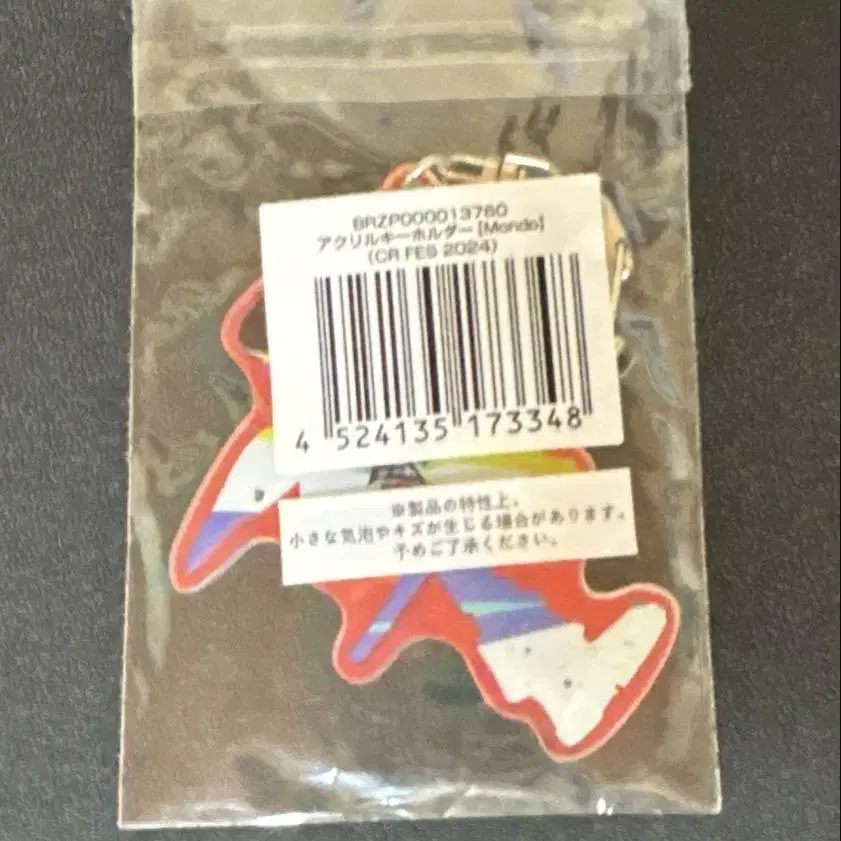 BRZP000013760
アクリルキーホルダー [Mondo]
(CR FES 2024)
4 524135 173348
※製品の特性上、
小さな気泡やキズが生じる場合があります。
予めご了承ください。